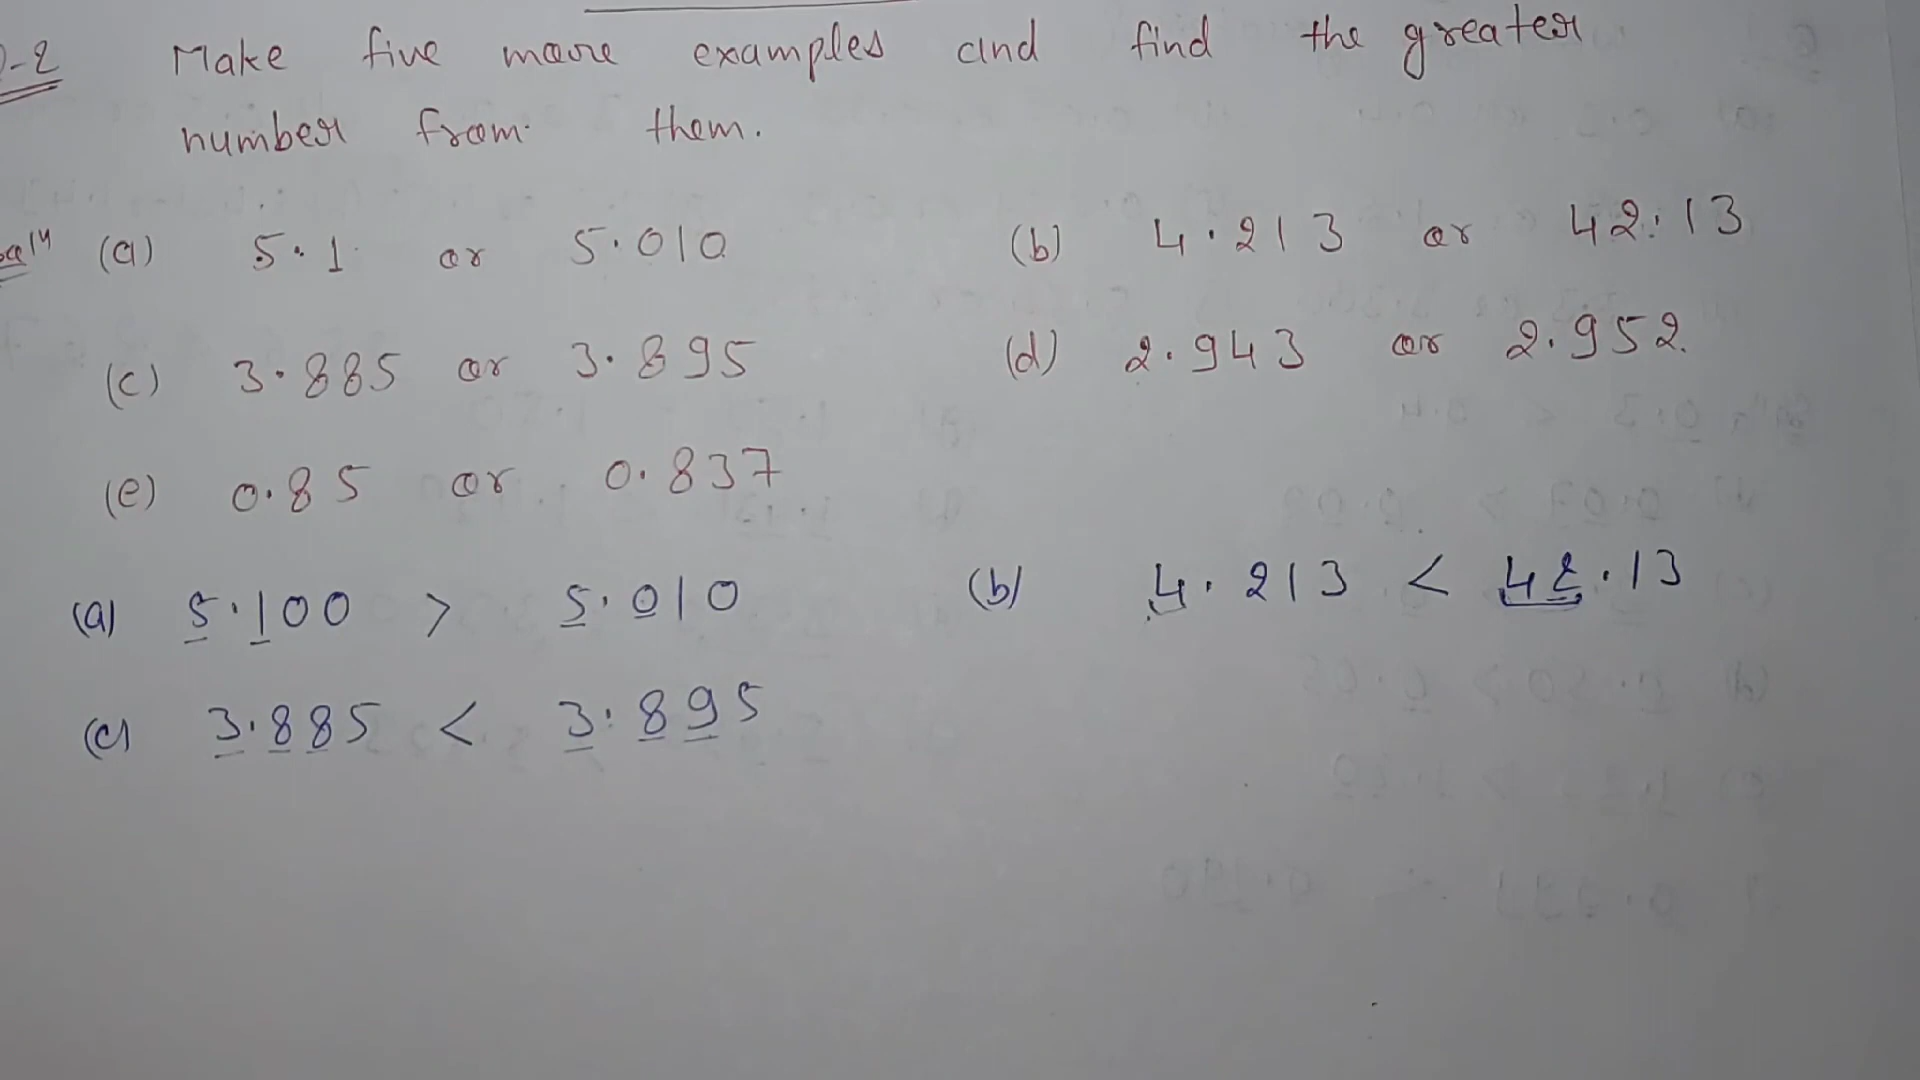 Make five more examples and find the greater
number from them.
(a) 5.1 or 5.010 (b) 4.213 or 42.13
(c) 3.885 or 3.895 (d) 2.943 or 2.952
(e) 0.85 or 0.837
(a) 5.100 > 5.010 (b) 4.213 < 42.13
(c) 3.885 < 3.895